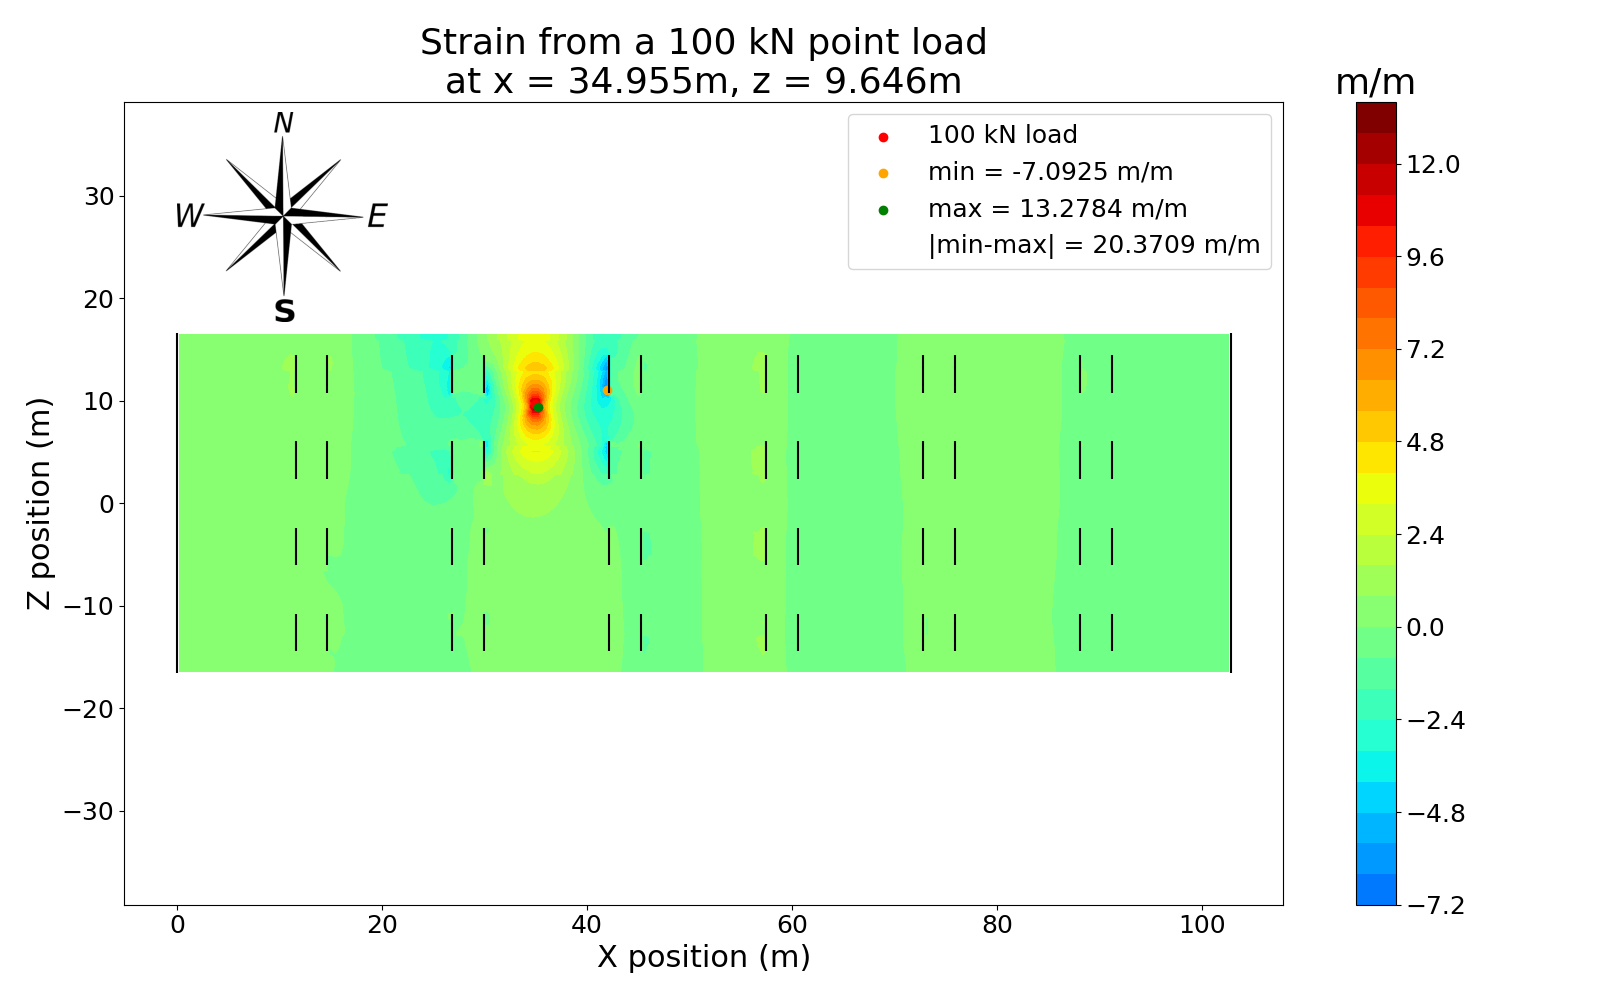 Strain from a 100 kN point load
at x = 34.955m, z = 9.646m
m/m
N
W
E
S
100 kN load
min = -7.0925 m/m
max = 13.2784 m/m
|min-max| = 20.3709 m/m
Z position (m)
30
20
10
0
−10
−20
−30
0
20
40
60
80
100
X position (m)
12.0
9.6
7.2
4.8
2.4
0.0
−2.4
−4.8
−7.2